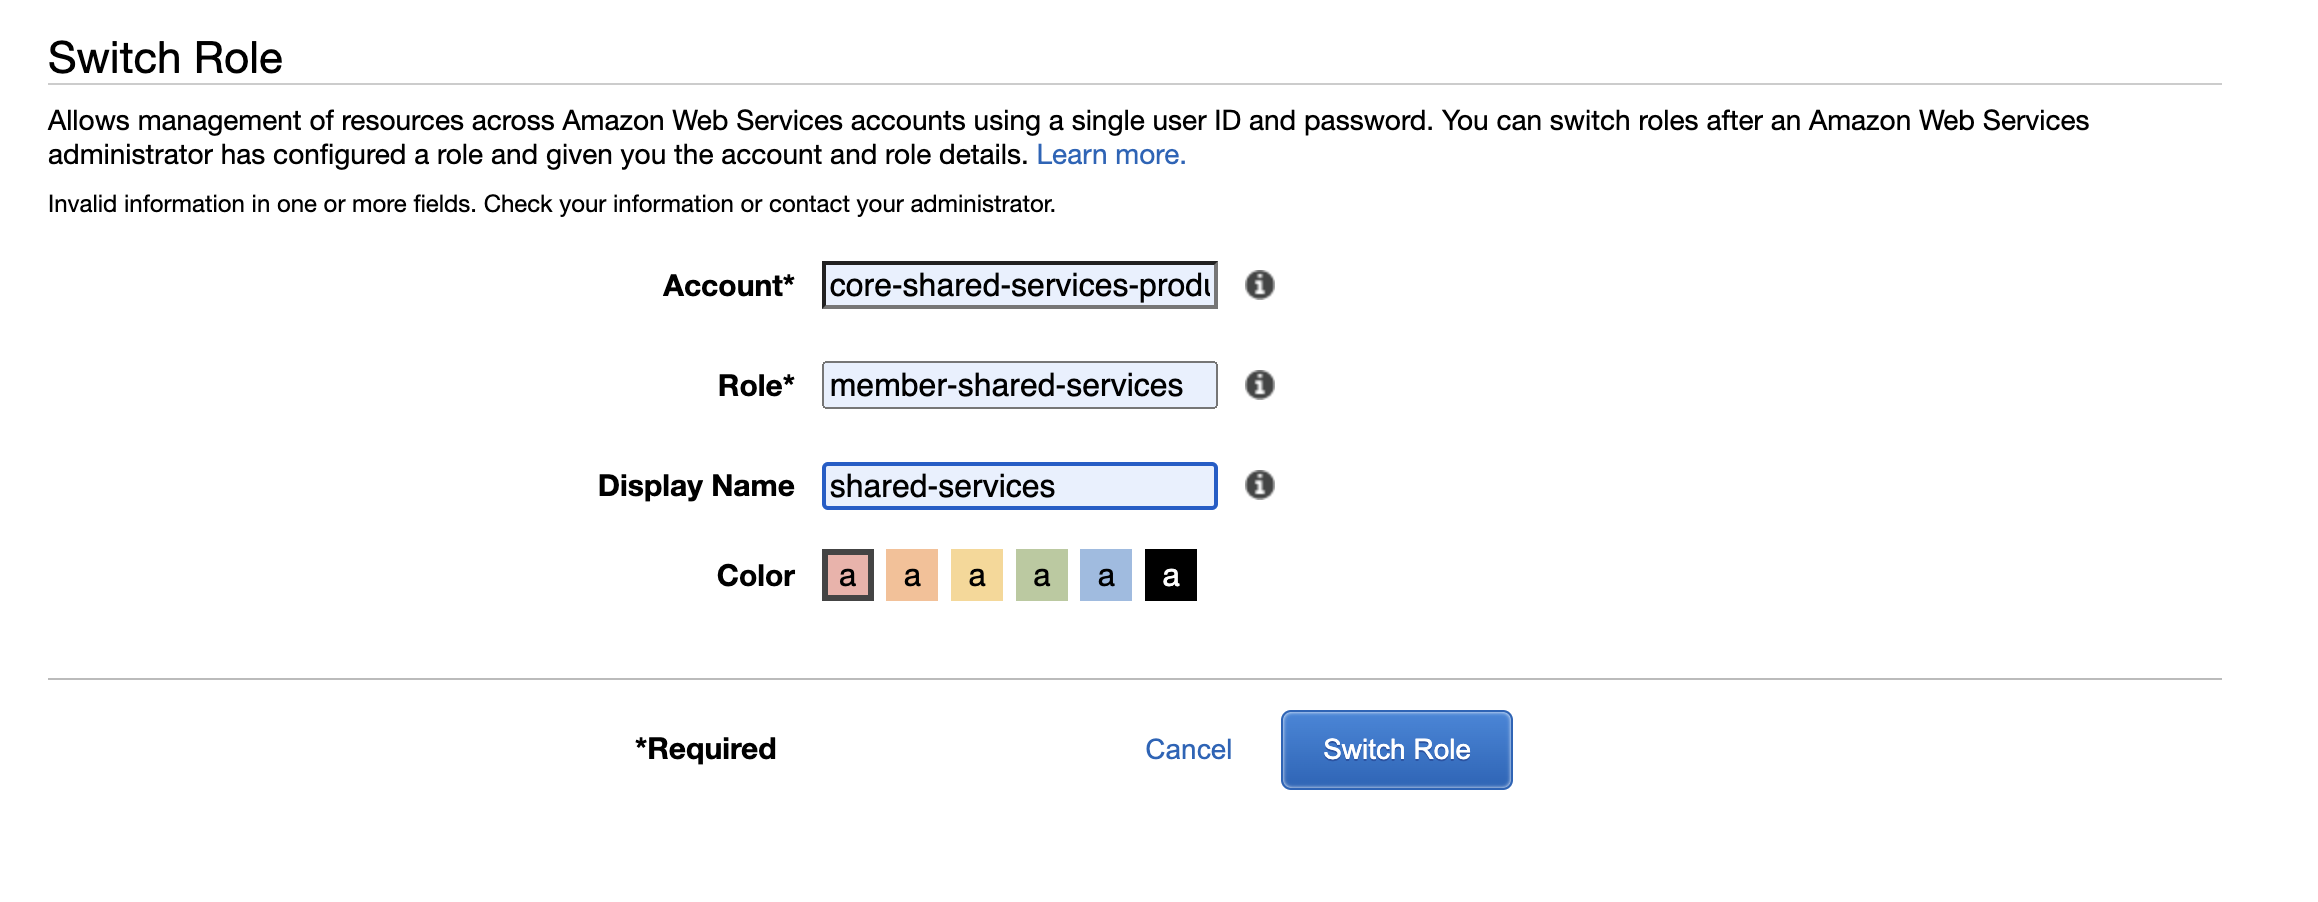 Switch Role
Allows management of resources across Amazon Web Services accounts using a single user ID and password. You can switch roles after an Amazon Web Services
administrator has configured a role and given you the account and role details. Learn more.
Invalid information in one or more fields. Check your information or contact your administrator.
Account* core-shared-services-produ
Role* member-shared-services
Display Name shared-services
Color a a a a a a
*Required Cancel Switch Role